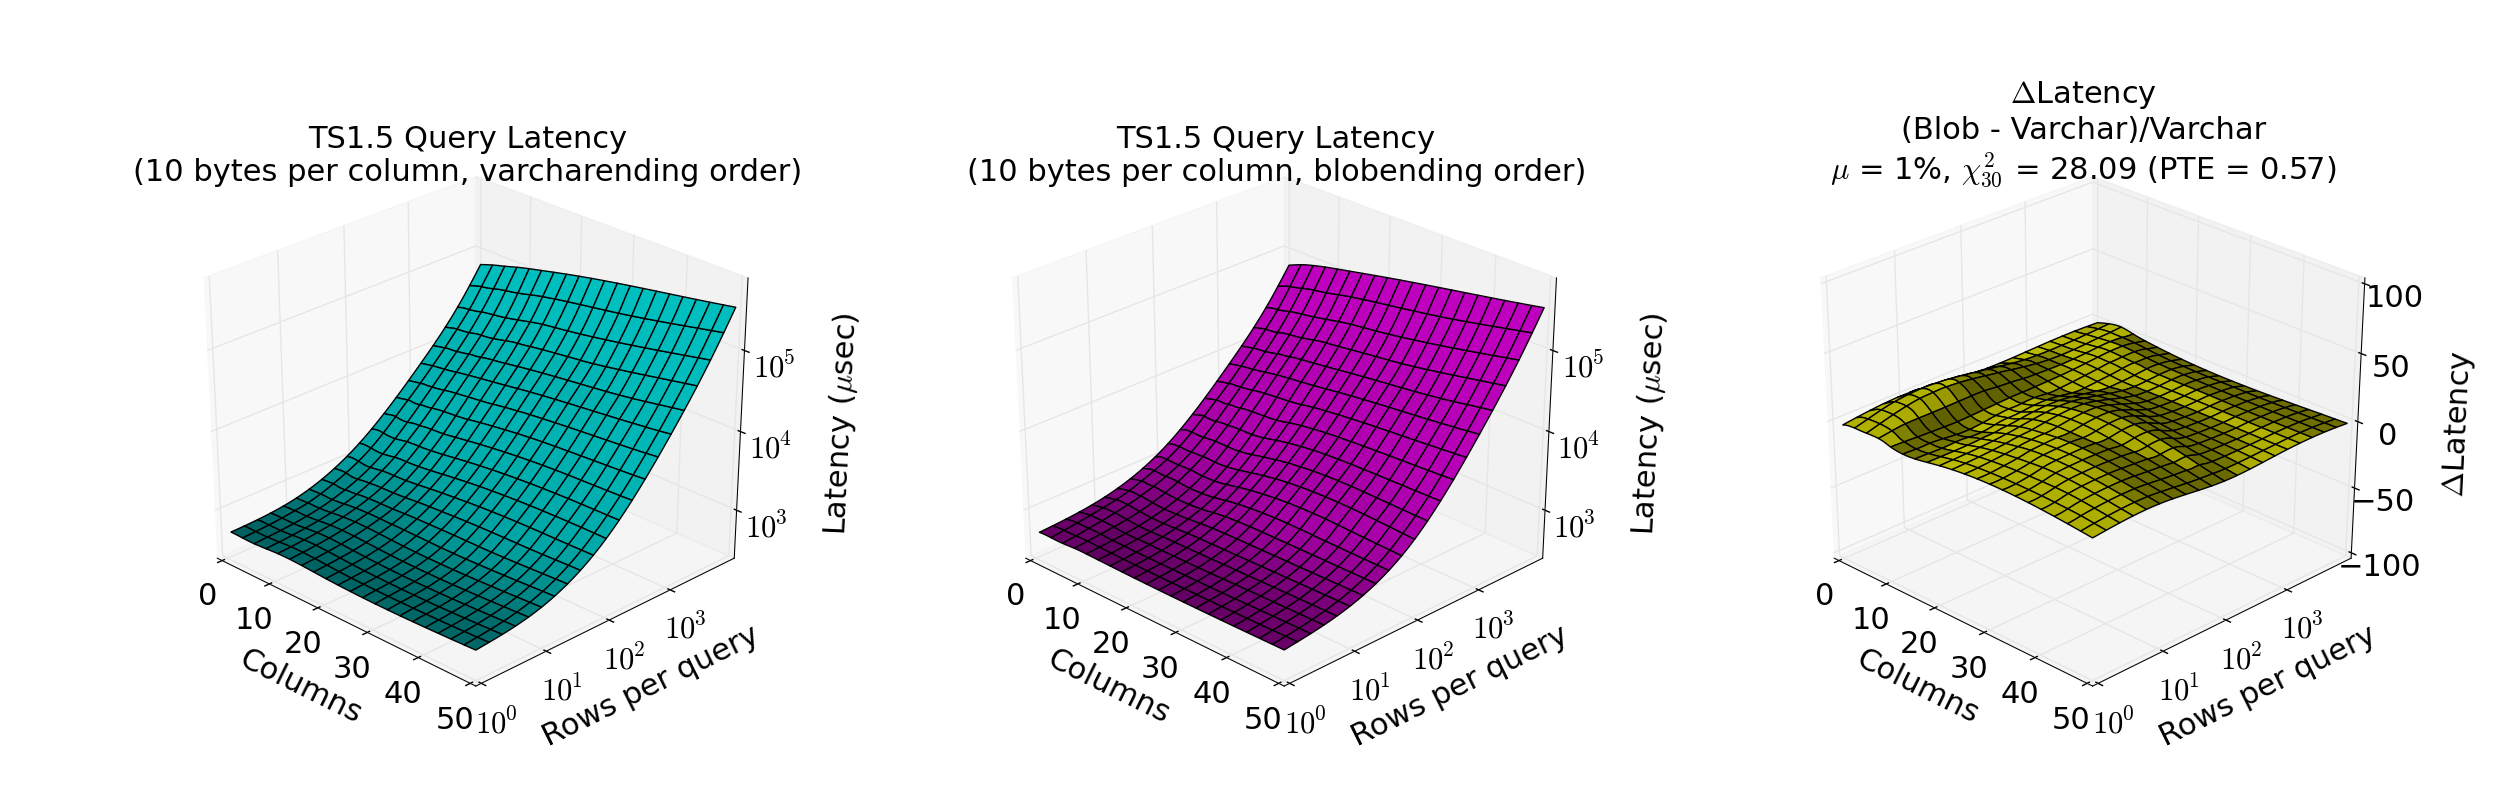 TS1.5 Query Latency
(10 bytes per column, varcharending order)
10⁵
10⁴
10³
Latency (μsec)
0
10
20
30
40
50
Columns
10⁰
10¹
10²
10³
Rows per query
TS1.5 Query Latency
(10 bytes per column, blobending order)
10⁵
10⁴
10³
Latency (μsec)
0
10
20
30
40
50
Columns
10⁰
10¹
10²
10³
Rows per query
ΔLatency
(Blob - Varchar)/Varchar
μ = 1%, χ²₃₀ = 28.09 (PTE = 0.57)
100
50
0
−50
−100
ΔLatency
0
10
20
30
40
50
Columns
10⁰
10¹
10²
10³
Rows per query